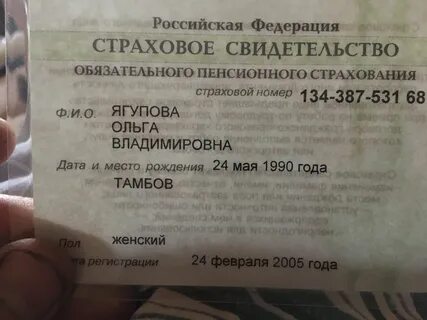 Российская Федерация
СТРАХОВОЕ СВИДЕТЕЛЬСТВО
ОБЯЗАТЕЛЬНОГО ПЕНСИОННОГО СТРАХОВАНИЯ
страховой номер 134-387-531 68
Ф.И.О ЯГУПОВА
ОЛЬГА
ВЛАДИМИРОВНА
Дата и место рождения 24 мая 1990 года
ТАМБОВ
Пол женский
регистрации 24 февраля 2005 года